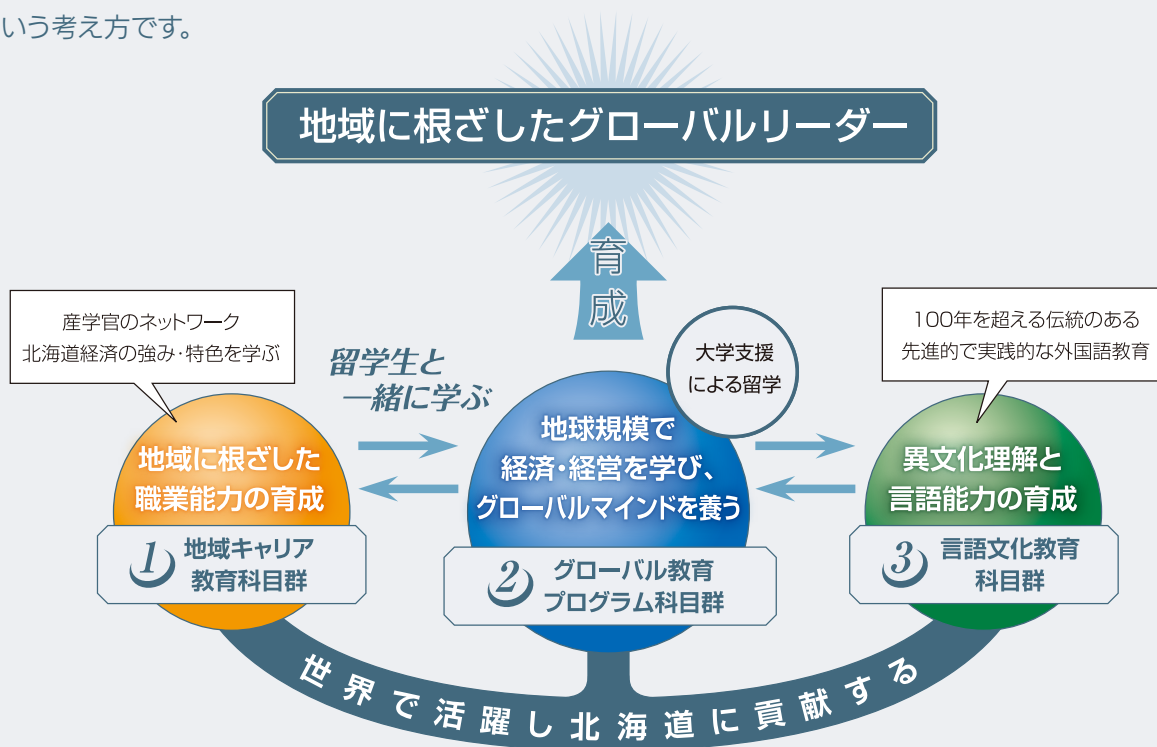 いう考え方です。
地域に根ざしたグローバルリーダー
育
成
産学官のネットワーク
北海道経済の強み・特色を学ぶ
留学生と
一緒に学ぶ
大学支援
による留学
100年を超える伝統のある
先進的で実践的な外国語教育
地域に根ざした
職業能力の育成
1 地域キャリア
教育科目群
地球規模で
経済・経営を学び、
グローバルマインドを養う
2 グローバル教育
プログラム科目群
異文化理解と
言語能力の育成
3 言語文化教育
科目群
世界で活躍し北海道に貢献する